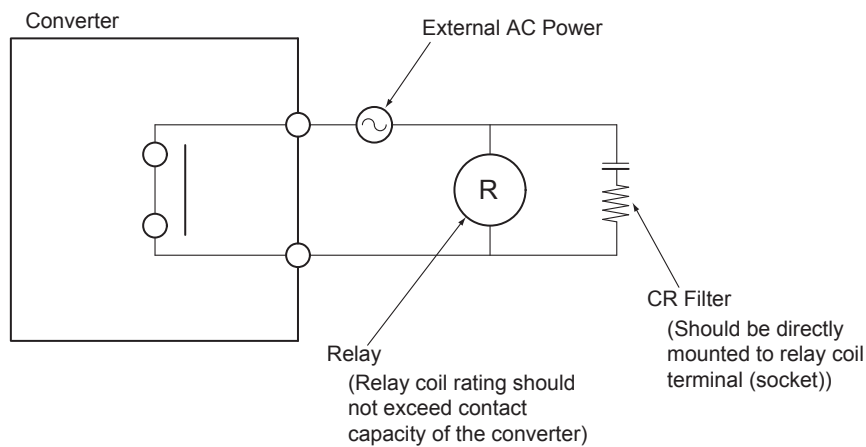 Converter
External AC Power
R
CR Filter
(Should be directly
mounted to relay coil
terminal (socket))
Relay
(Relay coil rating should
not exceed contact
capacity of the converter)